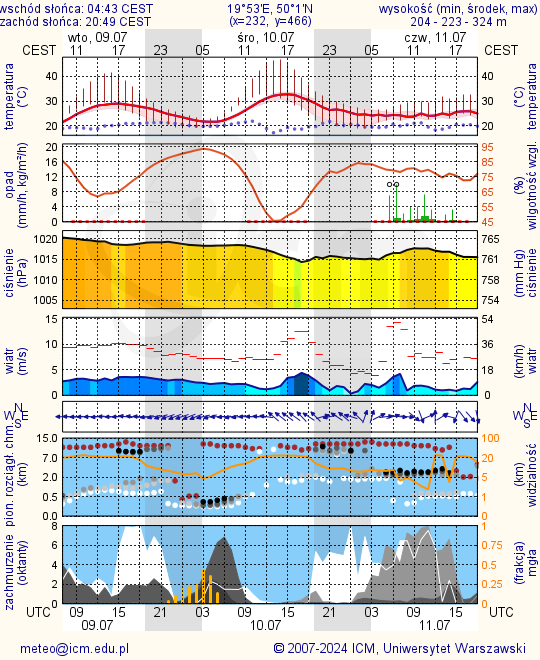 wschód słońca: 04:43 CEST
zachód słońca: 20:49 CEST
19°53'E, 50°1'N
(x=232, y=466)
wysokość (min, środek, max)
204 - 223 - 324 m
wto, 09.07 śro, 10.07 czw, 11.07
CEST 11 17 23 05 11 17 23 05 11 17 CEST
temperatura (°C)
40 30 20
40 30 20
temperatura (°C)
opad (mm/h, kg/m²/h)
20 16 12 8 4 0
95 85 75 65 55 45
wilgotność wzgl. (%)
ciśnienie (hPa)
1020 1015 1010 1005
765 761 758 754
ciśnienie (mm Hg)
wiatr (m/s)
15 10 5 0
54 36 18 0
wiatr (km/h)
N W E S
N W E S
pion. rozciągł. chm. (km)
15.0 7.0 2.0 0.5 0.0
100 20 5 1 0
widzialność (km)
zachmurzenie (oktanty)
8 6 4 2 0
1 0.75 0.5 0.25 0
mgła (frakcja)
UTC 09 15 21 03 09 15 21 03 09 15 UTC
09.07 10.07 11.07
meteo@icm.edu.pl
© 2007-2024 ICM, Uniwersytet Warszawski